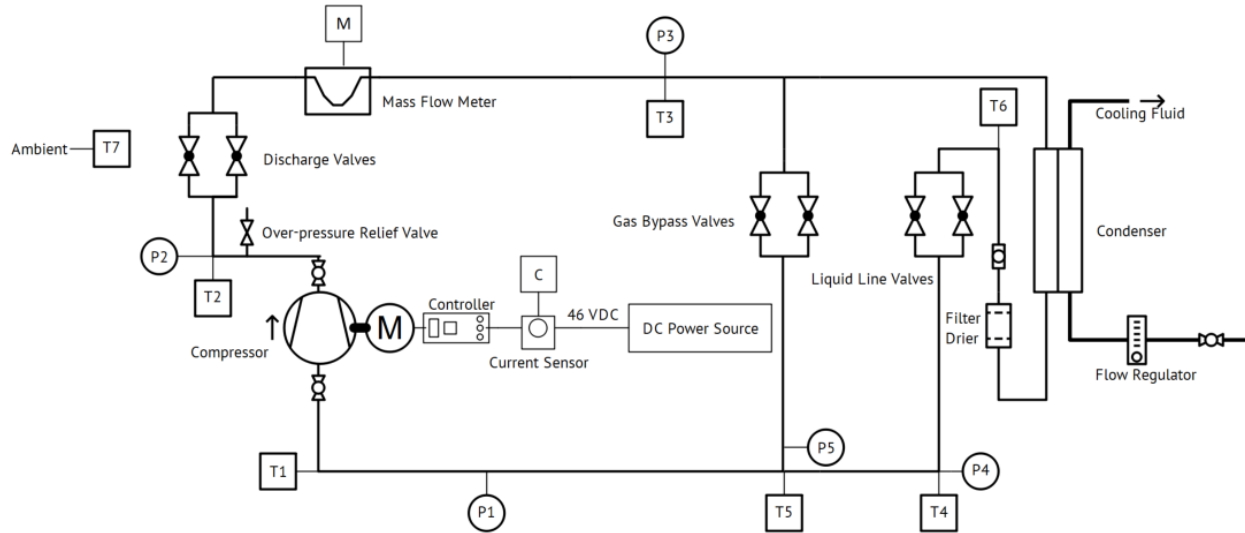 M
P3
Mass Flow Meter
T3
T6
Cooling Fluid
Ambient
T7
Discharge Valves
Gas Bypass Valves
Over-pressure Relief Valve
P2
T2
Condenser
Liquid Line Valves
C
Controller
46 VDC
M
DC Power Source
Compressor
Current Sensor
Filter
Drier
Flow Regulator
P5
T1
P4
P1
T5
T4